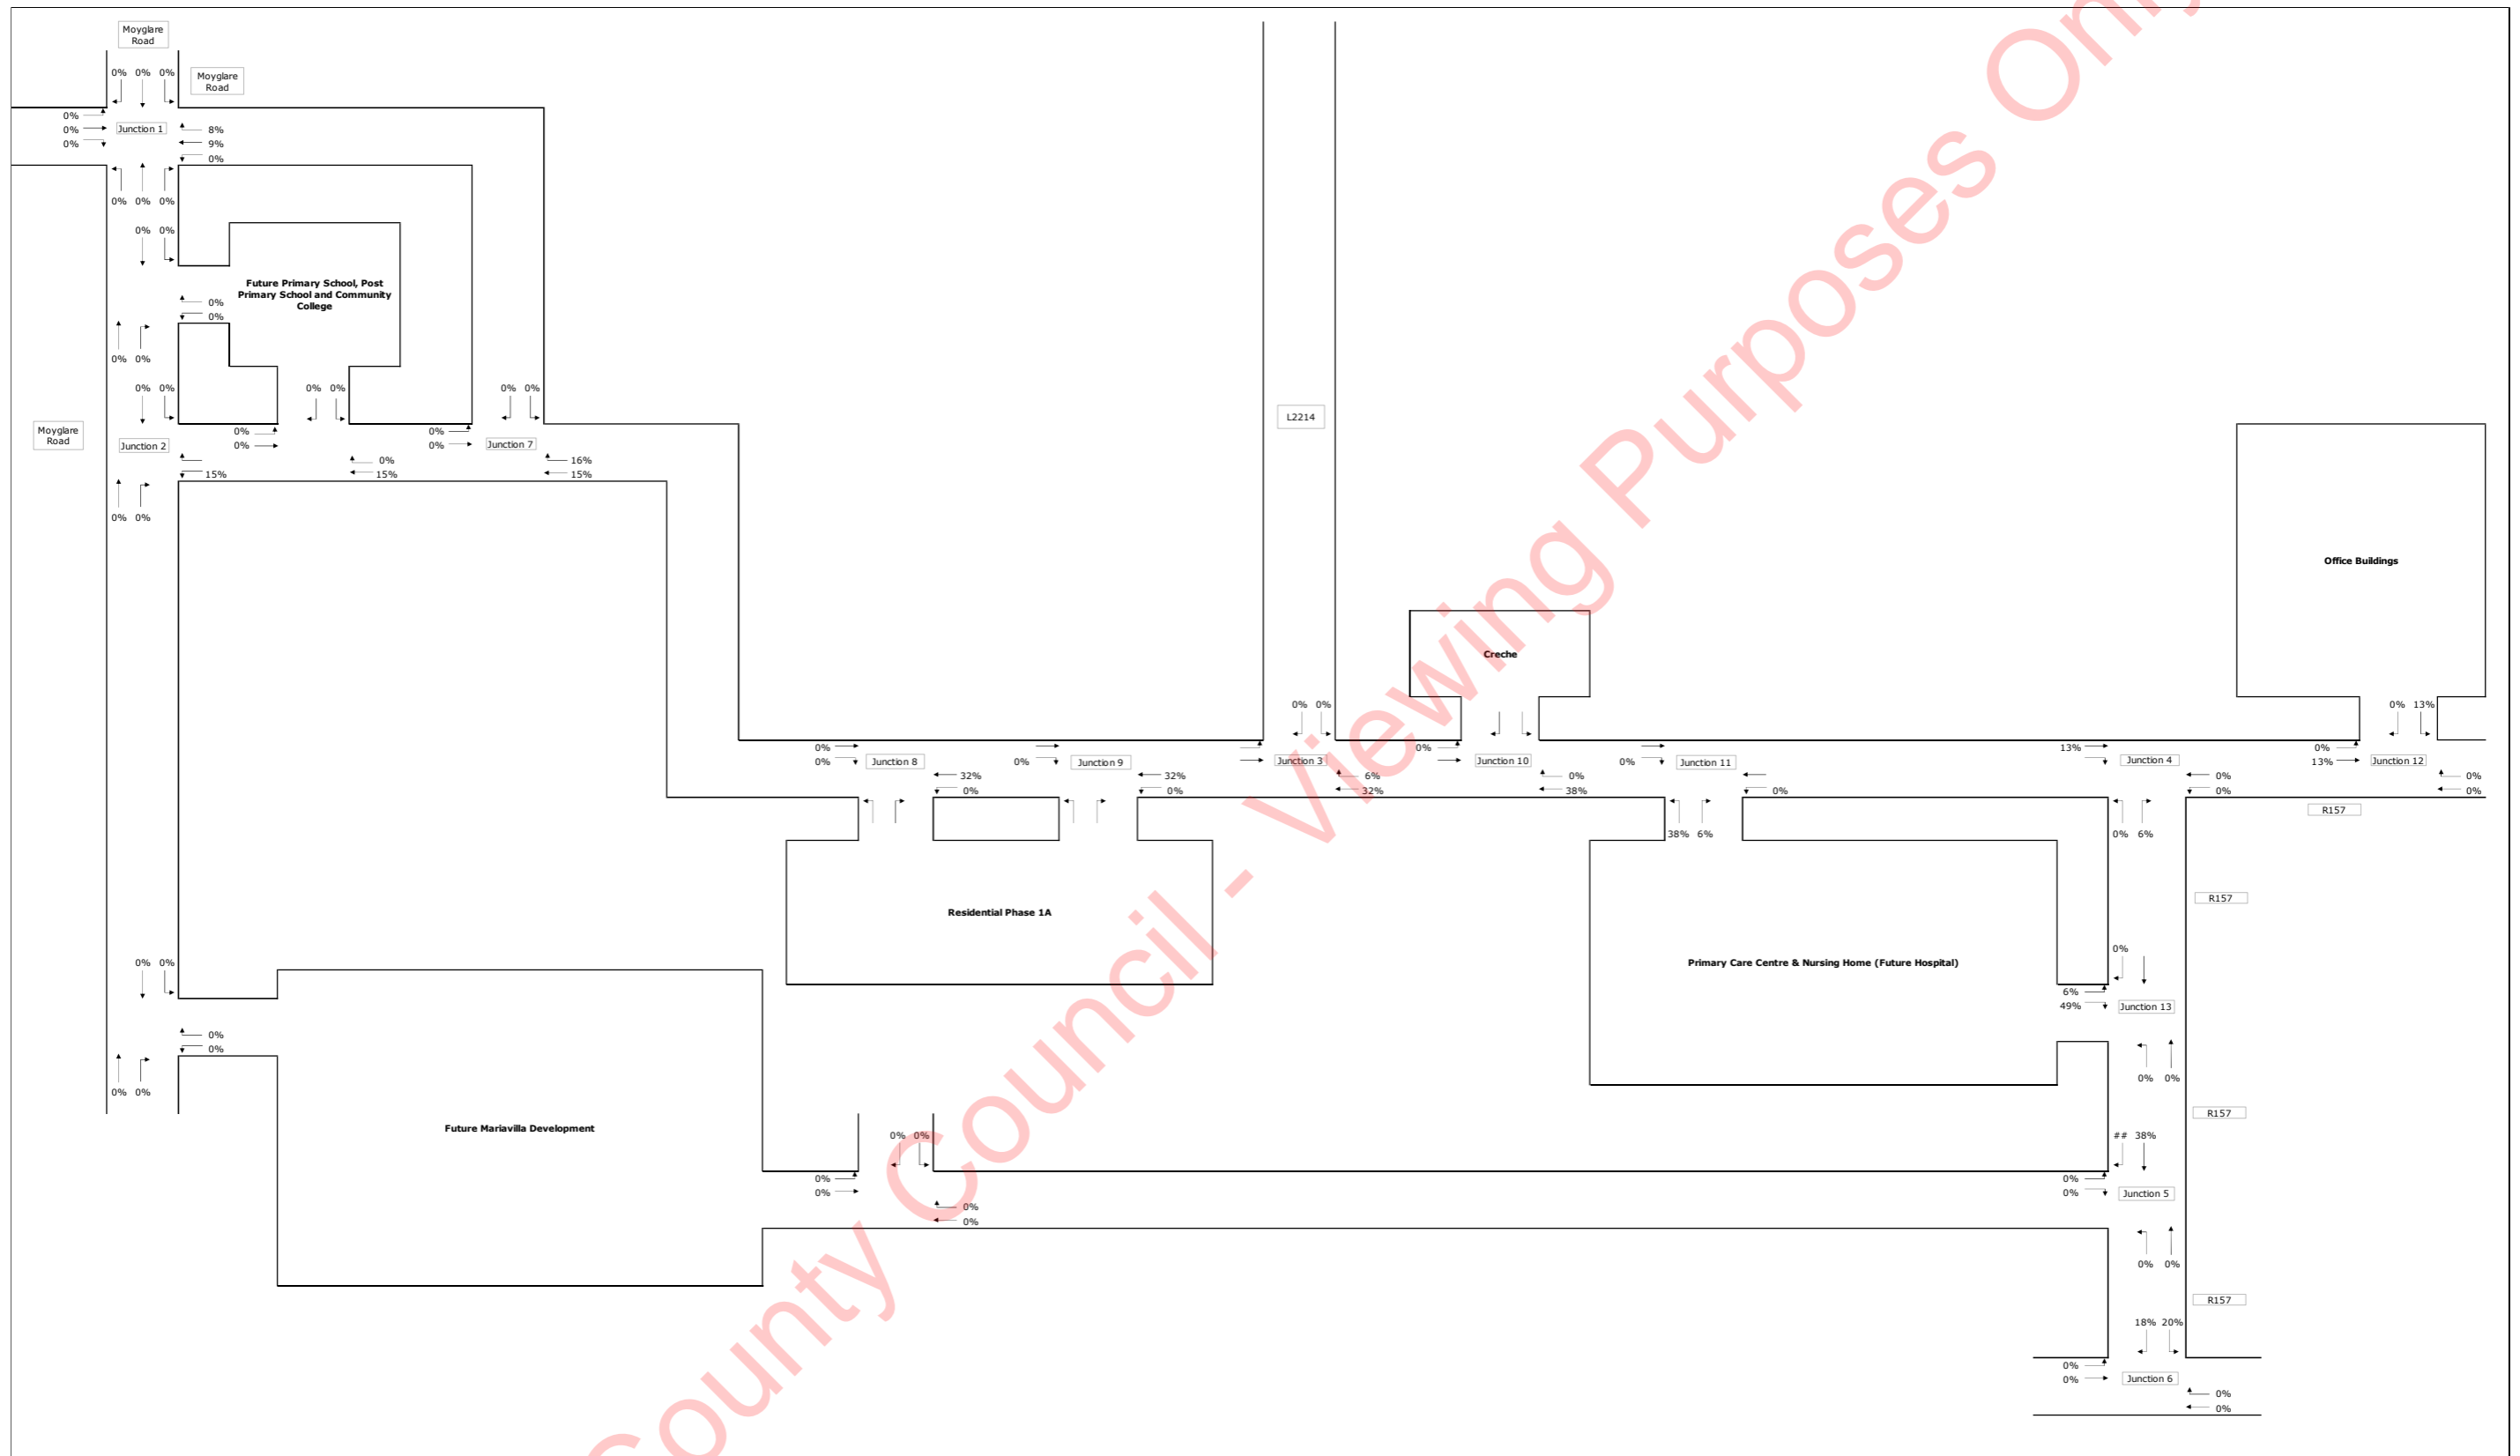 Moyglare
Road
0% 0% 0%
Moyglare
Road
0%
0% Junction 1 8%
0% 9%
0%
0% 0% 0%
0% 0%
Future Primary School, Post
Primary School and Community
College
0%
0%
0% 0%
0% 0% 0% 0% 0% 0%
L2214
Moyglare
Road
0% 0%
Junction 2 0% 0% Junction 7
0% 16%
15% 15% 15%
0% 0%
Office Buildings
Creche
0% 0% 0% 13%
0% 0% 13% 0%
0% Junction 8 0% Junction 9 Junction 3 Junction 10 0% Junction 11 Junction 4 13% Junction 12
32% 32% 6% 0% 0% 0%
0% 0% 32% 38% 0% 0% 0%
R157
38% 6% 0% 6%
R157
Residential Phase 1A
0%
0% 0% Primary Care Centre & Nursing Home (Future Hospital)
6%
49% Junction 13
0%
0%
0% 0% 0% 0%
R157
Future Mariavilla Development
0% 0% ## 38%
0% 0%
0% 0% Junction 5
0%
0%
0% 0%
R157
18% 20%
0%
0% Junction 6
0%
0%
County Council - Viewing Purposes Only